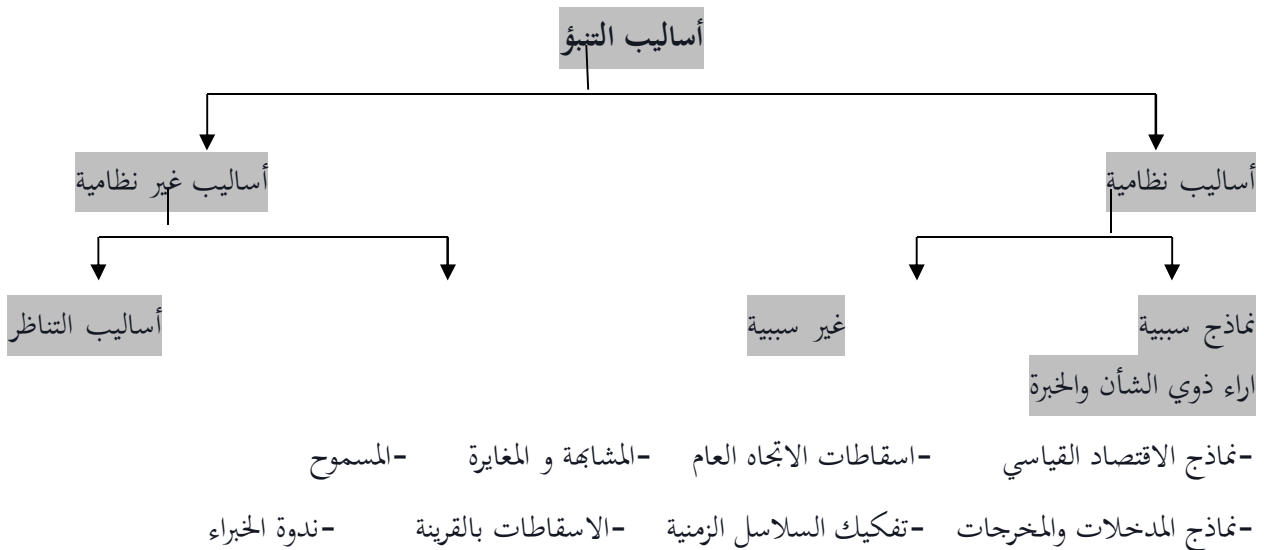 أساليب التنبؤ
أساليب نظامية أساليب غير نظامية
نماذج سببية غير سببية أساليب التناظر
اراء ذوي الشأن والخبرة
-نماذج الاقتصاد القياسي -اسقاطات الاتجاه العام -المشابهة و المغايرة -المسموح
-نماذج المدخلات والمخرجات -تفكيك السلاسل الزمنية -الاسقاطات بالقرينة -ندوة الخبراء